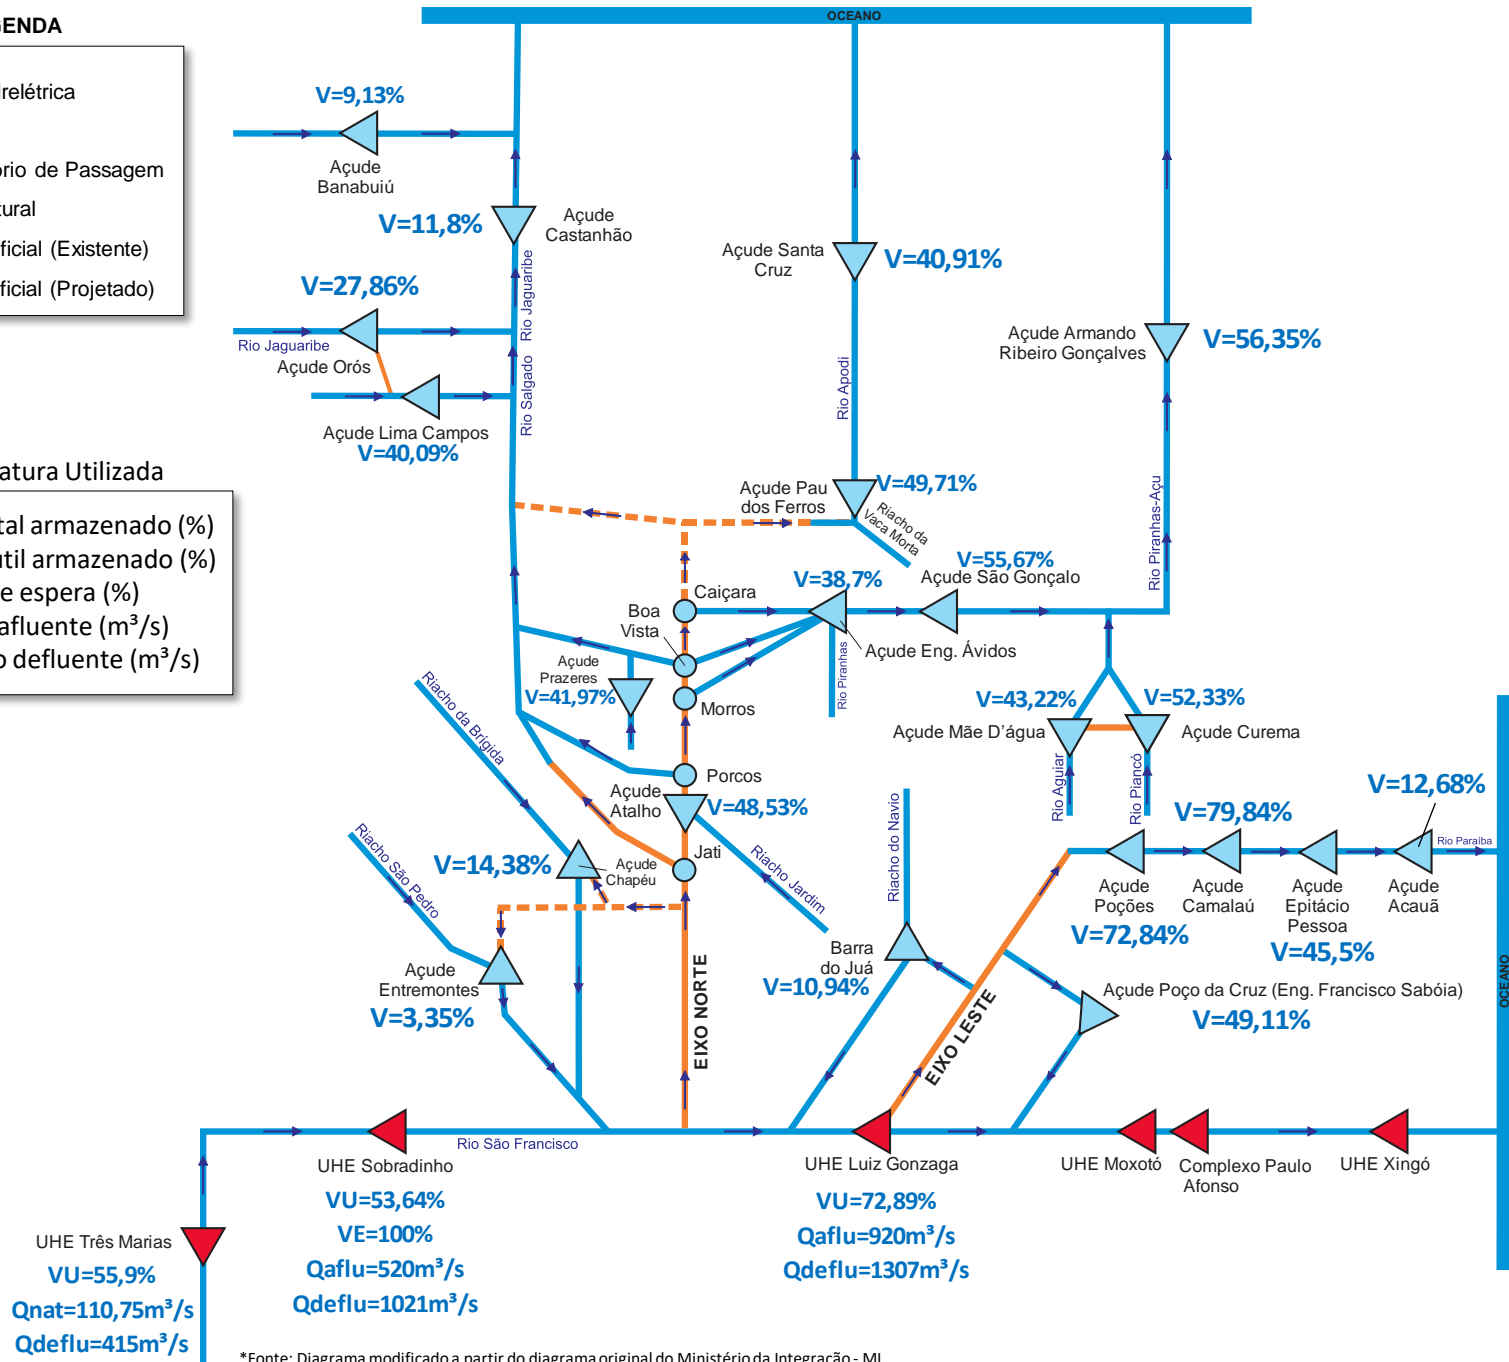 OCEANO
GENDA
drelétrica
ório de Passagem
tural
ificial (Existente)
ificial (Projetado)
V=9,13%
Açude
Banabuiú
V=11,8%
Açude
Castanhão
V=27,86%
Rio Jaguaribe
Açude Orós
Rio Jaguaribe
Rio Salgado
Açude Lima Campos
V=40,09%
Açude Santa
Cruz
V=40,91%
Rio Apodi
Açude Armando
Ribeiro Gonçalves
V=56,35%
Rio Piranhas-Açu
atura Utilizada
tal armazenado (%)
útil armazenado (%)
e espera (%)
afluente (m³/s)
o defluente (m³/s)
Açude Pau
dos Ferros
V=49,71%
Riacho da
Vaca Morta
V=55,67%
Açude São Gonçalo
V=38,7%
Caiçara
Boa
Vista
Açude Eng. Ávidos
Rio Piranhas
Açude
Prazeres
V=41,97%
Morros
Porcos
Riacho da Brígida
V=43,22%
Açude Mãe D'água
V=52,33%
Açude Curema
Rio Aguiar
Rio Piancó
Açude
Atalho
V=48,53%
Jati
Riacho Jardim
Riacho do Navio
V=12,68%
V=79,84%
Rio Paraíba
Riacho São Pedro
V=14,38%
Açude
Chapéu
Açude
Poções
V=72,84%
Açude
Camalaú
Açude
Epitácio
Pessoa
V=45,5%
Açude
Acauã
Açude
Entremontes
V=3,35%
Barra
do Juá
V=10,94%
Açude Poço da Cruz (Eng. Francisco Sabóia)
V=49,11%
OCEANO
EIXO NORTE
EIXO LESTE
Rio São Francisco
UHE Sobradinho
VU=53,64%
VE=100%
Qaflu=520m³/s
Qdeflu=1021m³/s
UHE Luiz Gonzaga
VU=72,89%
Qaflu=920m³/s
Qdeflu=1307m³/s
UHE Moxotó
Complexo Paulo
Afonso
UHE Xingó
UHE Três Marias
VU=55,9%
Qnat=110,75m³/s
Qdeflu=415m³/s
*Fonte: Diagrama modificado a partir do diagrama original do Ministério da Integração - MI